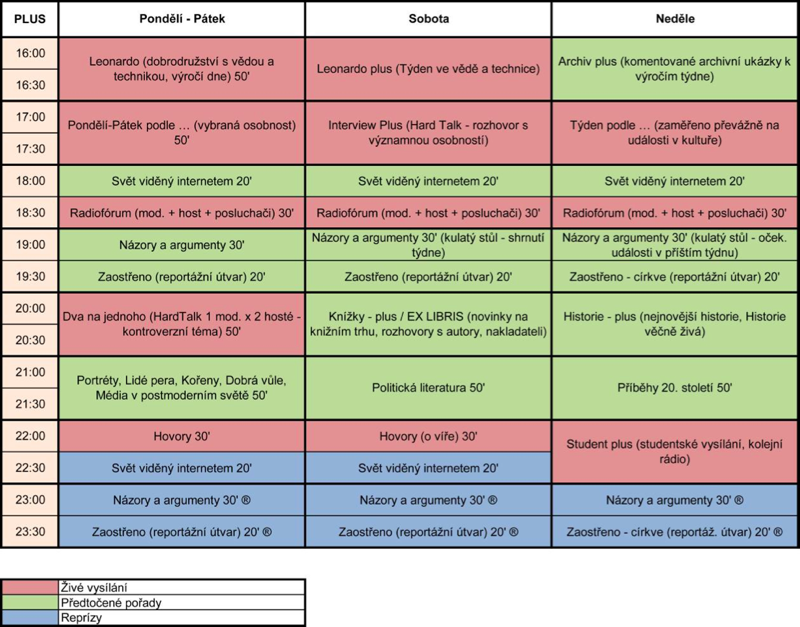 PLUS Pondělí - Pátek Sobota Neděle
16:00
16:30
Leonardo (dobrodružství s vědou a
technikou, výročí dne) 50'
Leonardo plus (Týden ve vědě a technice)
Archiv plus (komentované archivní ukázky k
výročím týdne)
17:00
17:30
Pondělí-Pátek podle ... (vybraná osobnost)
50'
Interview Plus (Hard Talk - rozhovor s
významnou osobností)
Týden podle ... (zaměřeno převážně na
události v kultuře)
18:00 Svět viděný internetem 20' Svět viděný internetem 20' Svět viděný internetem 20'
18:30 Radiofórum (mod. + host + posluchači) 30' Radiofórum (mod. + host + posluchači) 30' Radiofórum (mod. + host + posluchači) 30'
19:00
Názory a argumenty 30'
Názory a argumenty 30' (kulatý stůl - shrnutí
týdne)
Názory a argumenty 30' (kulatý stůl - oček.
události v příštím týdnu)
19:30 Zaostřeno (reportážní útvar) 20' Zaostřeno (reportážní útvar) 20' Zaostřeno - církve (reportážní útvar) 20'
20:00
20:30
Dva na jednoho (HardTalk 1 mod. x 2 hosté -
kontroverzní téma) 50'
Knížky - plus / EX LIBRIS (novinky na
knižním trhu, rozhovory s autory, nakladateli)
Historie - plus (nejnovější historie, Historie
věčně živá)
21:00
21:30
Portréty, Lidé pera, Kořeny, Dobrá vůle,
Média v postmoderním světě 50'
Politická literatura 50'
Příběhy 20. století 50'
22:00 Hovory 30' Hovory (o víře) 30'
Student plus (studentské vysílání, kolejní
rádio)
22:30 Svět viděný internetem 20' Svět viděný internetem 20'
23:00 Názory a argumenty 30' ® Názory a argumenty 30' ® Názory a argumenty 30' ®
23:30 Zaostřeno (reportážní útvar) 20' ® Zaostřeno (reportážní útvar) 20' ® Zaostřeno - církve (reportáž. útvar) 20' ®
Živé vysílání
Předtočené pořady
Reprízy